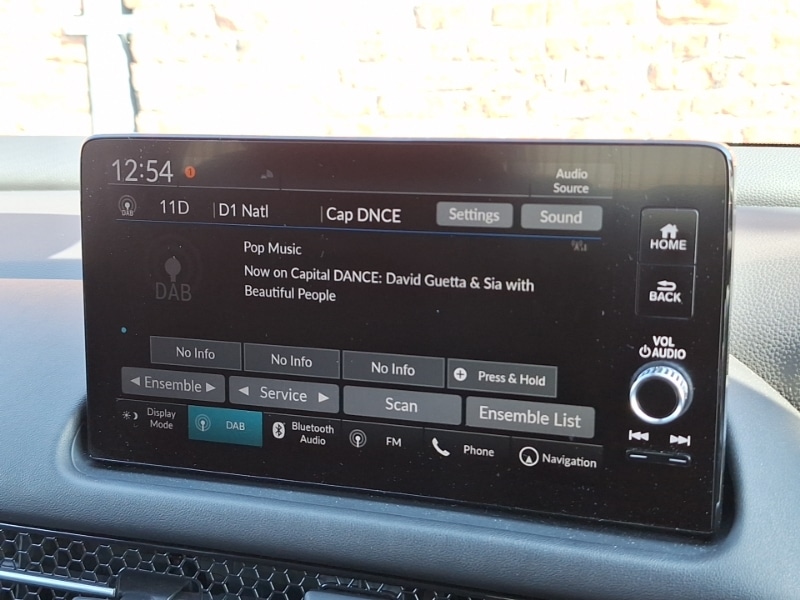 12:54
Audio
Source
DAB
11D
D1 Natl
Cap DNCE
Settings
Sound
HOME
Pop Music
Now on Capital DANCE: David Guetta & Sia with
Beautiful People
DAB
BACK
VOL
AUDIO
No Info
No Info
No Info
Press & Hold
Ensemble
Service
Scan
Ensemble List
Display
Mode
DAB
Bluetooth
Audio
FM
Phone
Navigation